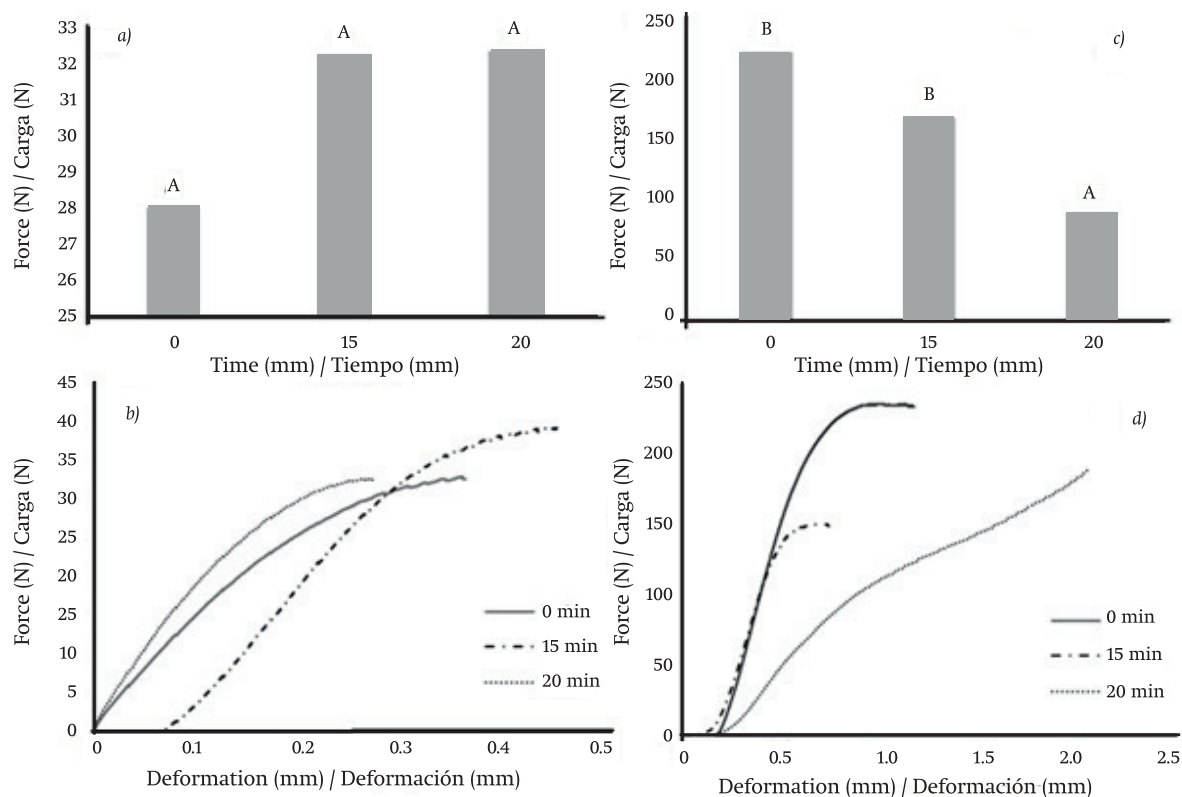 a)
33
32
31
30
29
28
27
26
25
Force (N) / Carga (N)
A
A
A
0 15 20
Time (mm) / Tiempo (mm)
c)
250
200
150
100
50
0
Force (N) / Carga (N)
B
B
A
0 15 20
Time (mm) / Tiempo (mm)
b)
45
40
35
30
25
20
15
10
5
0
Force (N) / Carga (N)
0 min
15 min
20 min
0 0.1 0.2 0.3 0.4 0.5
Deformation (mm) / Deformación (mm)
d)
250
200
150
100
50
0
Force (N) / Carga (N)
0 min
15 min
20 min
0 0.5 1.0 1.5 2.0 2.5
Deformation (mm) / Deformación (mm)